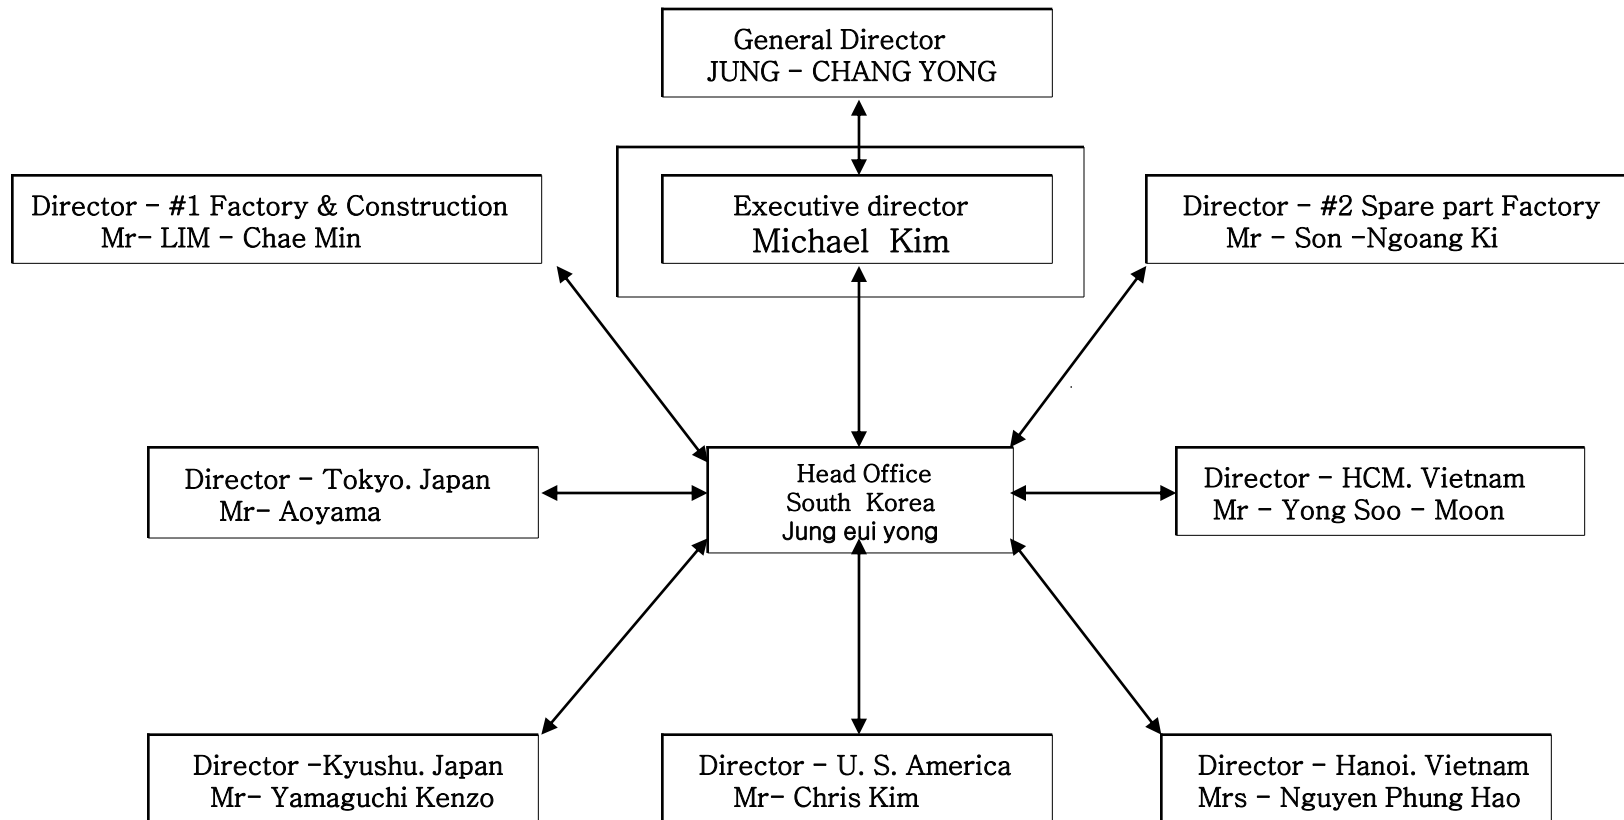 General Director
JUNG - CHANG YONG
Director - #1 Factory & Construction
Mr- LIM - Chae Min
Executive director
Michael Kim
Director - #2 Spare part Factory
Mr - Son -Ngoang Ki
Director - Tokyo. Japan
Mr- Aoyama
Head Office
South Korea
Jung eui yong
Director - HCM. Vietnam
Mr - Yong Soo - Moon
Director -Kyushu. Japan
Mr- Yamaguchi Kenzo
Director - U. S. America
Mr- Chris Kim
Director - Hanoi. Vietnam
Mrs - Nguyen Phung Hao